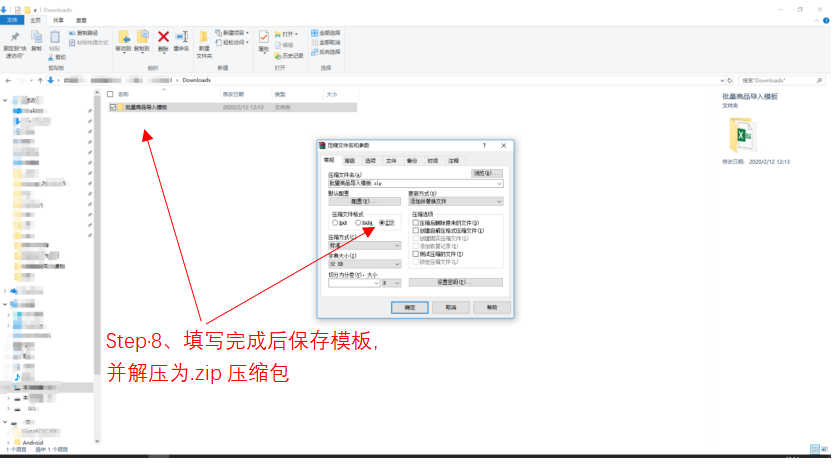 Downloads
文件
主页
共享
查看
固定到"快速访问"
复制
粘贴
复制路径
粘贴快捷方式
剪切
剪贴板
移动到
复制到
删除
重命名
组织
新建文件夹
新建项目
轻松访问
新建
属性
打开
编辑
历史记录
打开
全部选择
全部取消
反向选择
选择
Downloads
搜索"Downloads"
名称
修改日期
类型
大小
批量商品导入模板
2020/2/12 12:13
文件夹
批量商品导入模板
文件夹
修改日期: 2020/2/12 12:13
压缩文件名和参数
常规
高级
选项
文件
备份
时间
注释
压缩文件名(A)
浏览(B)...
批量商品导入模板.zip
默认配置
配置(F)...
更新方式(U)
添加并替换文件
压缩文件格式
RAR
RAR4
ZIP
压缩方式(C)
标准
字典大小(I)
32 KB
切分为分卷(V),大小
B
压缩选项
压缩后删除原来的文件(D)
创建自解压格式压缩文件(X)
创建固实压缩文件(S)
添加恢复记录(E)
测试压缩的文件(T)
锁定压缩文件(L)
设置密码(P)...
确定
取消
帮助
Step·8、填写完成后保存模板,
并解压为.zip 压缩包
Android
1 个项目
选中 1 个项目